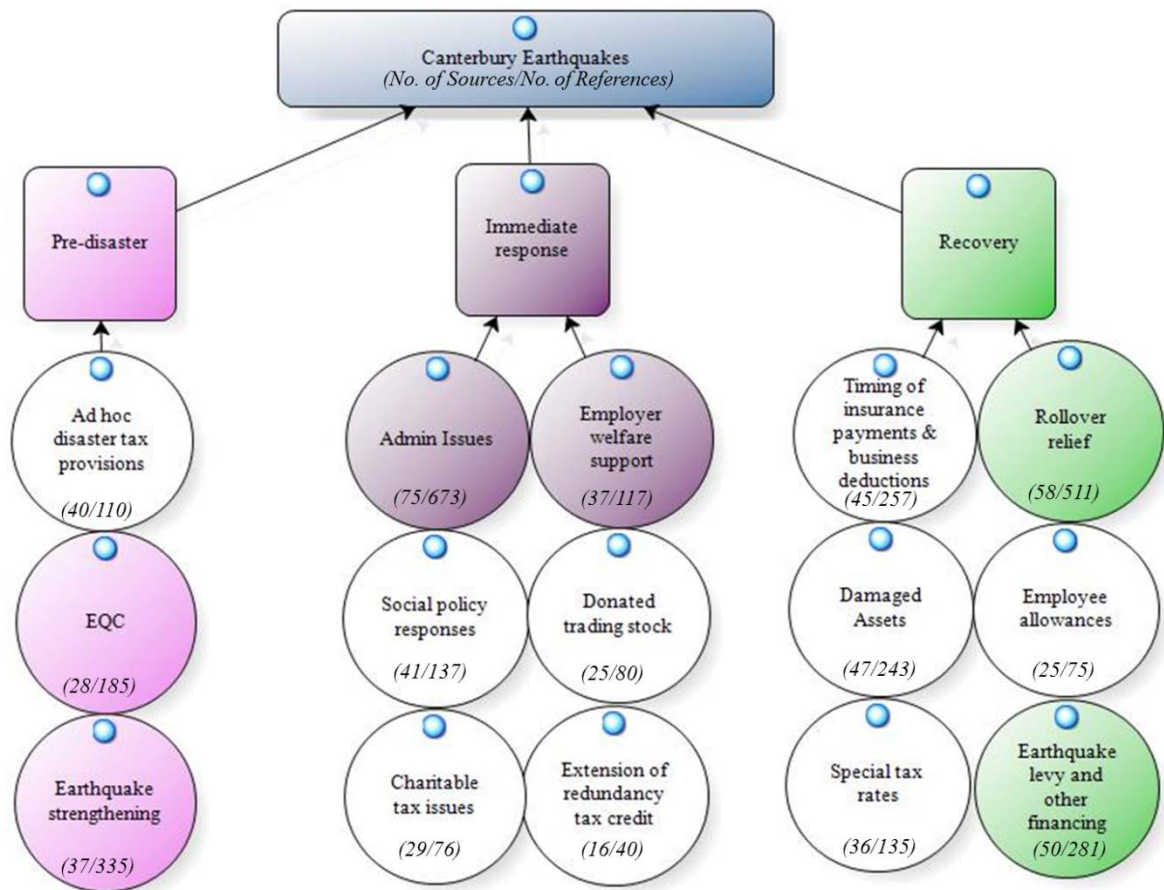 Canterbury Earthquakes
(No. of Sources/No. of References)
Pre-disaster
Immediate
response
Recovery
Ad hoc
disaster tax
provisions
(40/110)
EQC
(28/185)
Earthquake
strengthening
(37/335)
Admin Issues
(75/673)
Employer
welfare
support
(37/117)
Social policy
responses
(41/137)
Donated
trading stock
(25/80)
Charitable
tax issues
(29/76)
Extension of
redundancy
tax credit
(16/40)
Timing of
insurance
payments &
business
deductions
(45/257)
Rollover
relief
(58/511)
Damaged
Assets
(47/243)
Employee
allowances
(25/75)
Special tax
rates
(36/135)
Earthquake
levy and
other
financing
(50/281)